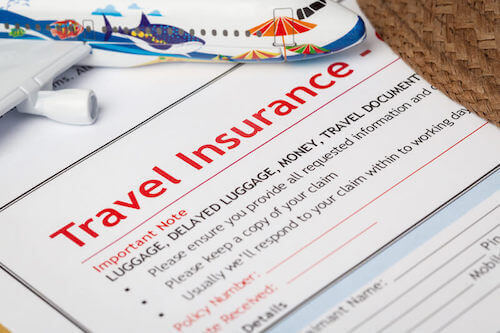 Travel Insurance -
Important Note
LUGGAGE, DELAYED LUGGAGE, MONEY, TRAVEL DOCUMENT
• Please ensure you provide all requested information and
• Please keep a copy of your claim
• Usually we'll respond to your claim within to working day
Policy Number:
Received:
Details
Name:
Mobile